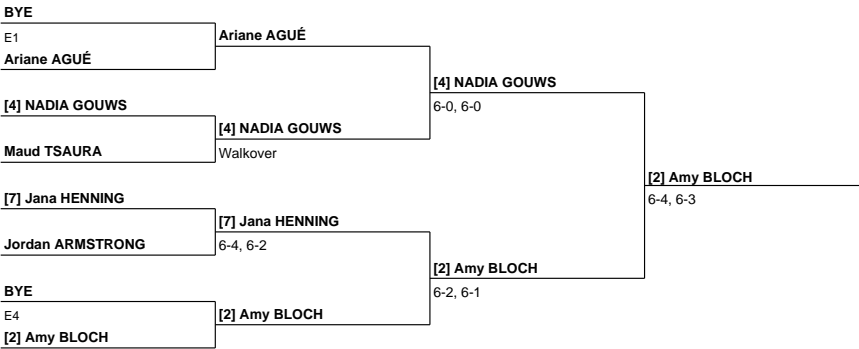 BYE
E1
Ariane AGUÉ
Ariane AGUÉ
[4] NADIA GOUWS
6-0, 6-0
[4] NADIA GOUWS
[4] NADIA GOUWS
Walkover
Maud TSAURA
[2] Amy BLOCH
6-4, 6-3
[7] Jana HENNING
[7] Jana HENNING
6-4, 6-2
Jordan ARMSTRONG
[2] Amy BLOCH
6-2, 6-1
BYE
E4
[2] Amy BLOCH
[2] Amy BLOCH